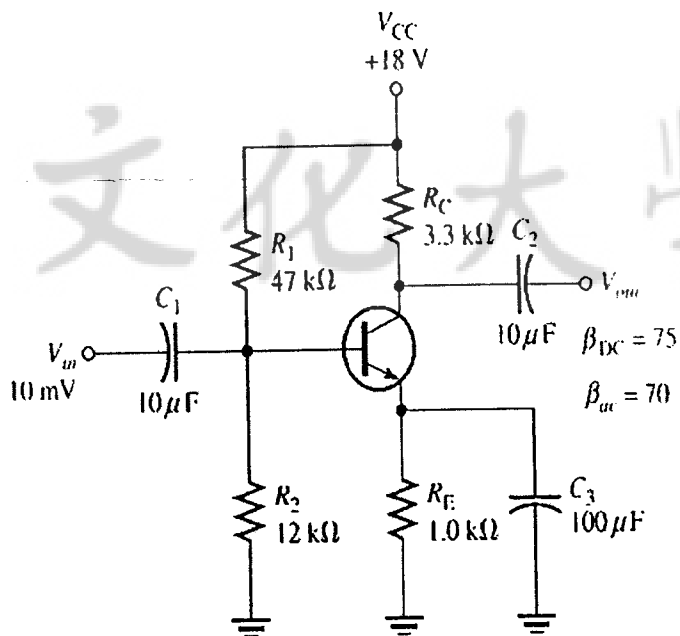 文化大學
V_CC
+18 V
R_C
3.3 kΩ
C_2
10 μF
V_out
R_1
47 kΩ
C_1
10 μF
V_in
10 mV
β_DC = 75
β_ac = 70
R_2
12 kΩ
R_E
1.0 kΩ
C_3
100 μF